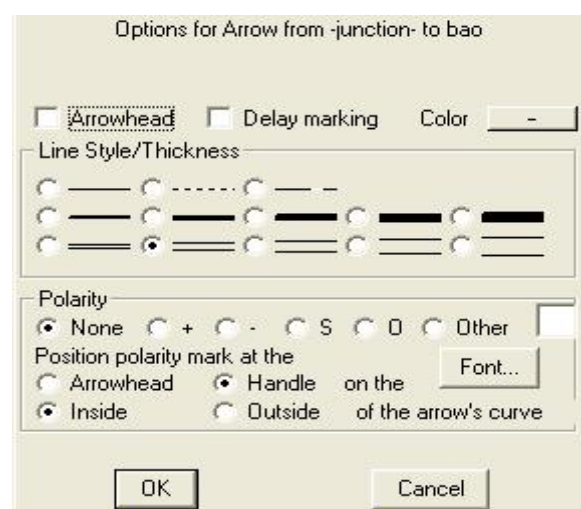 Options for Arrow from -junction- to bao
Arrowhead Delay marking Color -
Line Style/Thickness
Polarity
None + - S O Other
Position polarity mark at the Font...
Arrowhead Handle on the
Inside Outside of the arrow's curve
OK Cancel